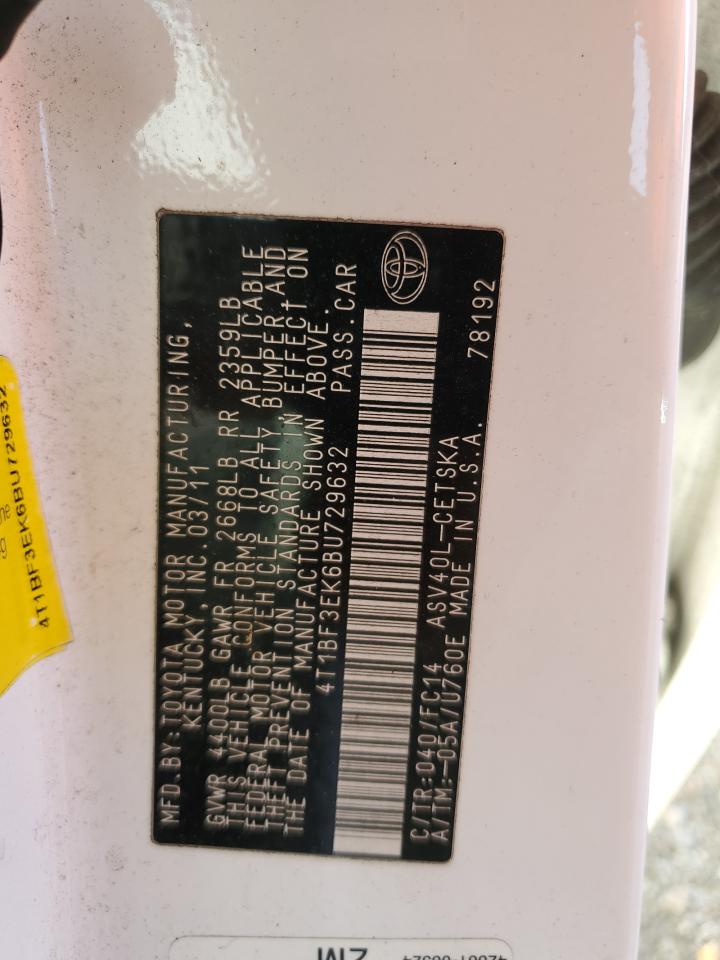 MFD.BY:TOYOTA MOTOR MANUFACTURING,
KENTUCKY, INC.03/11
GVWR 4400LB GAWR FR 2668LB RR 2359LB
THIS VEHICLE CONFORMS TO ALL APPLICABLE
FEDERAL MOTOR VEHICLE SAFETY, BUMPER,AND
THEFT PREVENTION STANDARDS IN EFFECT ON
THE DATE OF MANUFACTURE SHOWN ABOVE.
4T1BF3EK6BU729632 PASS.CAR
C/TR:040/FC14 ASV40L-CETSKA
A/TM:-05A/U760E MADE IN U.S.A. 78192
4T1BF3EK6BU729632